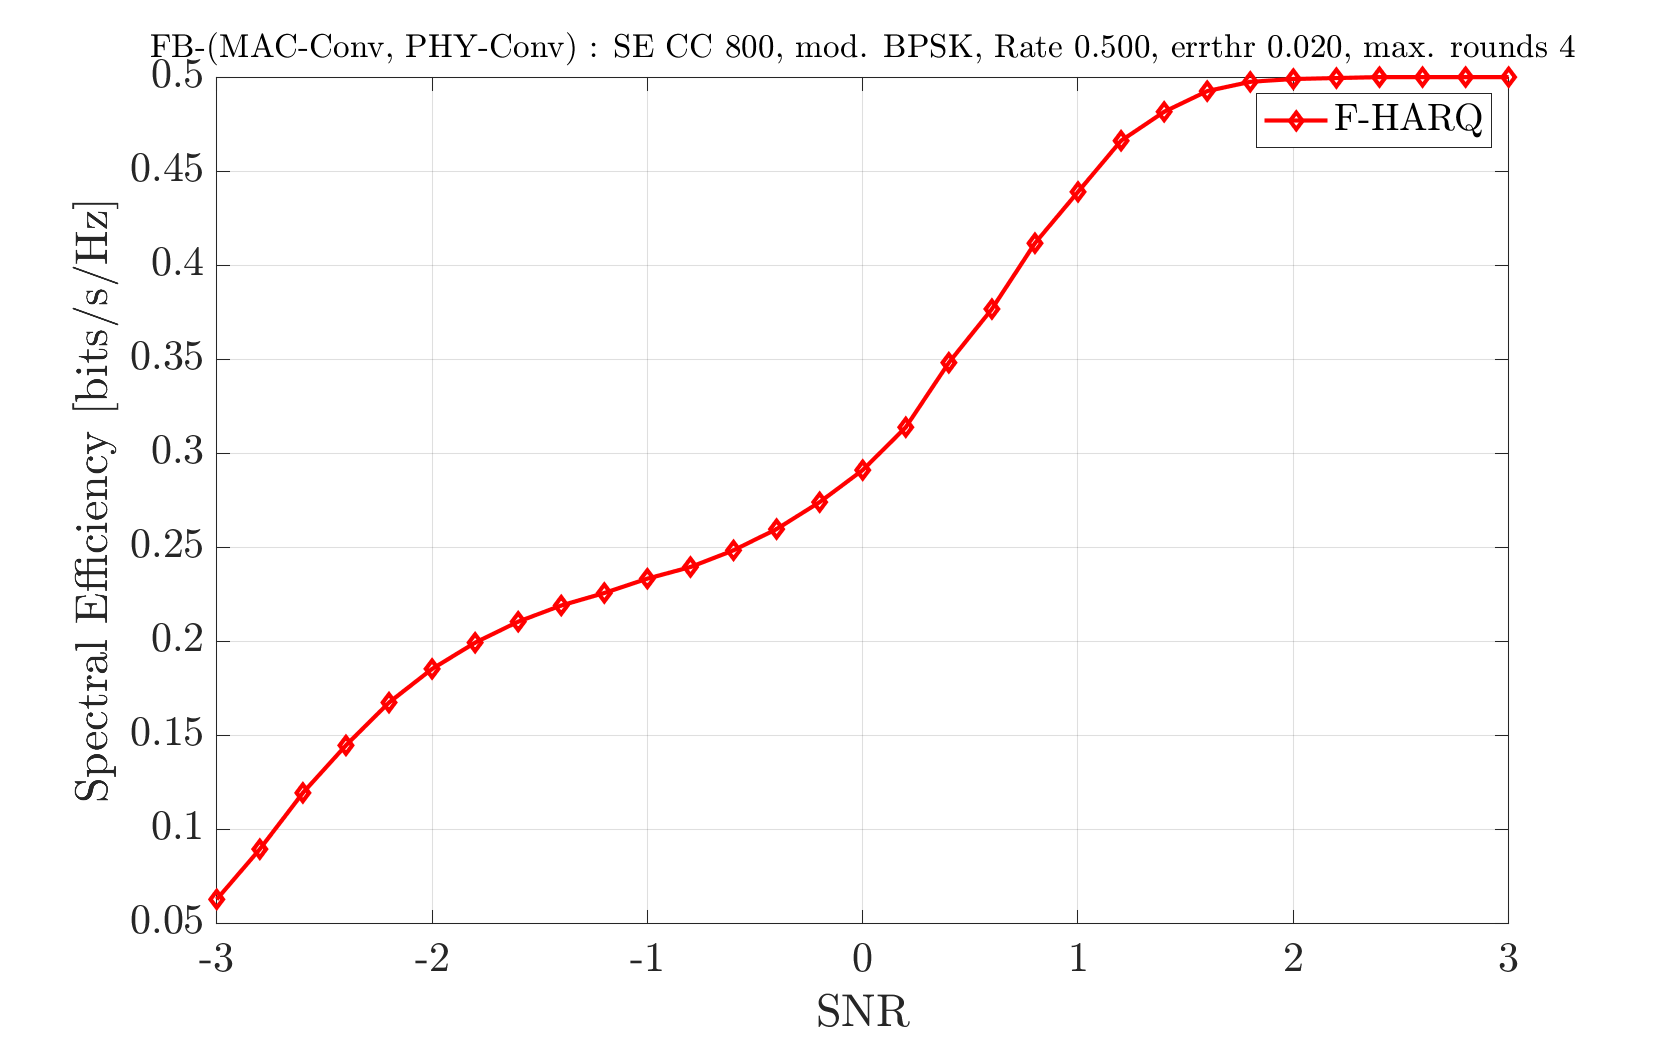 FB-(MAC-Conv, PHY-Conv) : SE CC 800, mod. BPSK, Rate 0.500, errthr 0.020, max. rounds 4
0.5
F-HARQ
0.45
0.4
0.35
0.3
0.25
0.2
0.15
0.1
0.05
Spectral Efficiency [bits/s/Hz]
-3 -2 -1 0 1 2 3
SNR